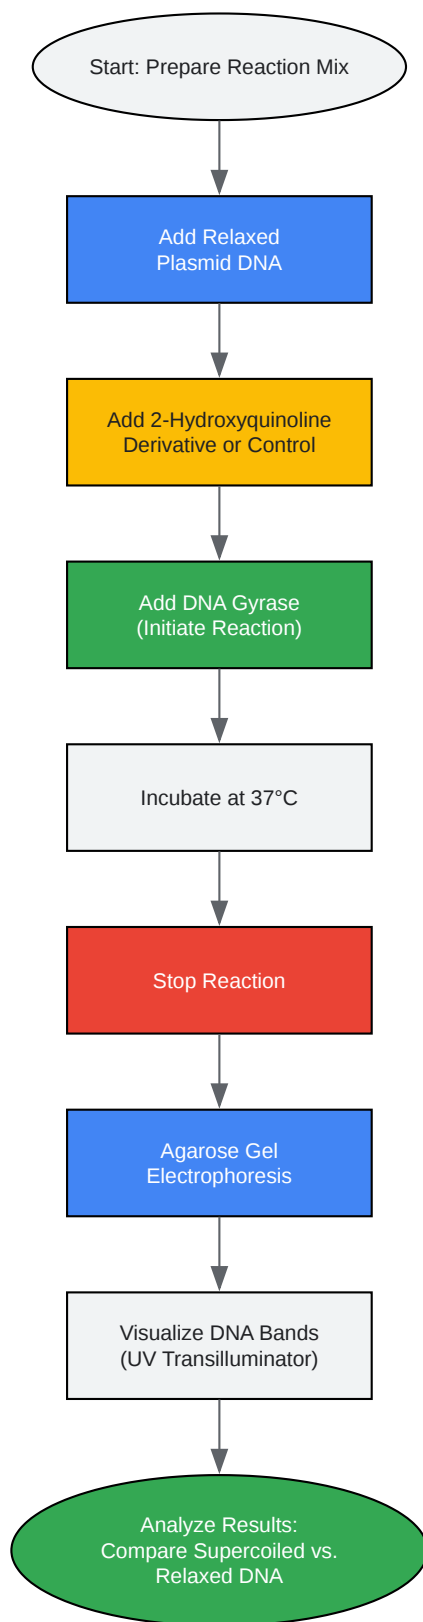 Start: Prepare Reaction Mix
Add Relaxed
Plasmid DNA
Add 2-Hydroxyquinoline
Derivative or Control
Add DNA Gyrase
(Initiate Reaction)
Incubate at 37°C
Stop Reaction
Agarose Gel
Electrophoresis
Visualize DNA Bands
(UV Transilluminator)
Analyze Results:
Compare Supercoiled vs.
Relaxed DNA